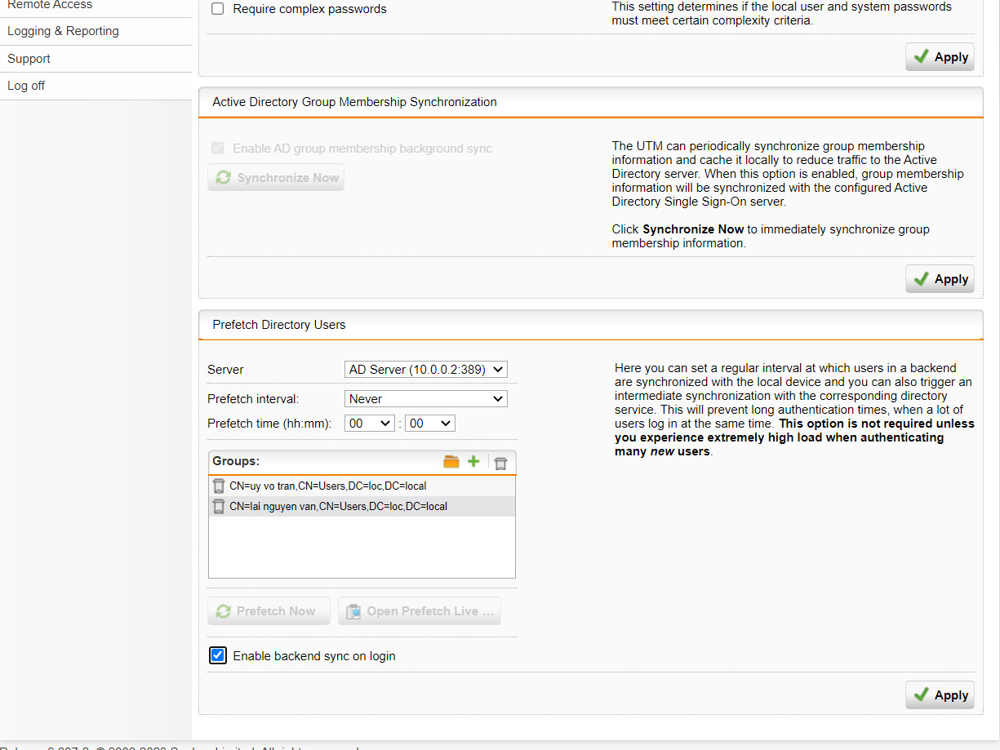 Remote Access
Logging & Reporting
Support
Log off
Require complex passwords
This setting determines if the local user and system passwords
must meet certain complexity criteria.
Apply
Active Directory Group Membership Synchronization
Enable AD group membership background sync
Synchronize Now
The UTM can periodically synchronize group membership
information and cache it locally to reduce traffic to the Active
Directory server. When this option is enabled, group membership
information will be synchronized with the configured Active
Directory Single Sign-On server.
Click Synchronize Now to immediately synchronize group
membership information.
Apply
Prefetch Directory Users
Server
AD Server (10.0.0.2:389)
Prefetch interval:
Never
Prefetch time (hh:mm):
00 : 00
Groups:
CN=uy vo tran,CN=Users,DC=loc,DC=local
CN=lai nguyen van,CN=Users,DC=loc,DC=local
Prefetch Now
Open Prefetch Live ...
Enable backend sync on login
Here you can set a regular interval at which users in a backend
are synchronized with the local device and you can also trigger an
intermediate synchronization with the corresponding directory
service. This will prevent long authentication times, when a lot of
users log in at the same time. This option is not required unless
you experience extremely high load when authenticating
many new users.
Apply